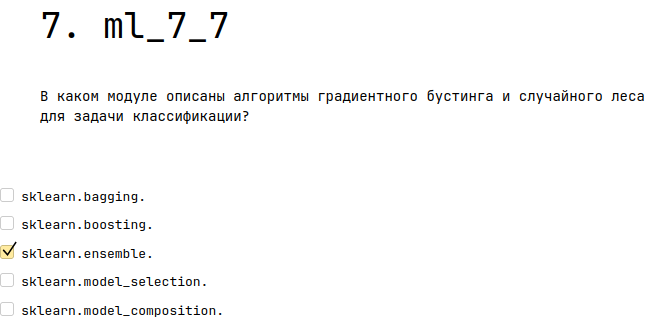 7. ml_7_7
В каком модуле описаны алгоритмы градиентного бустинга и случайного леса
для задачи классификации?
sklearn.bagging.
sklearn.boosting.
sklearn.ensemble.
sklearn.model_selection.
sklearn.model_composition.